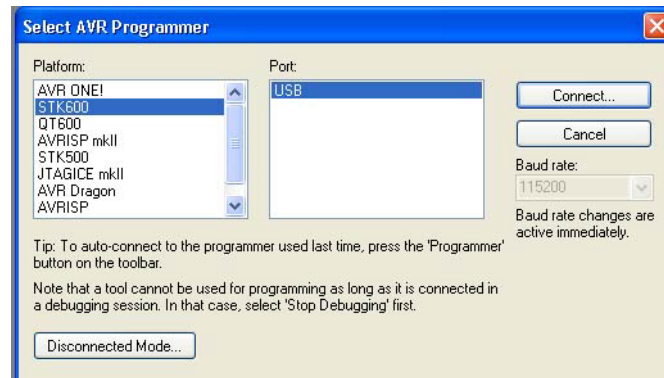 Select AVR Programmer
Platform:
Port:
AVR ONE!
STK600
QT600
AVRISP mkII
STK500
JTAGICE mkII
AVR Dragon
AVRISP
USB
Connect...
Cancel
Baud rate:
115200
Baud rate changes are
active immediately.
Tip: To auto-connect to the programmer used last time, press the 'Programmer'
button on the toolbar.
Note that a tool cannot be used for programming as long as it is connected in
a debugging session. In that case, select 'Stop Debugging' first.
Disconnected Mode...